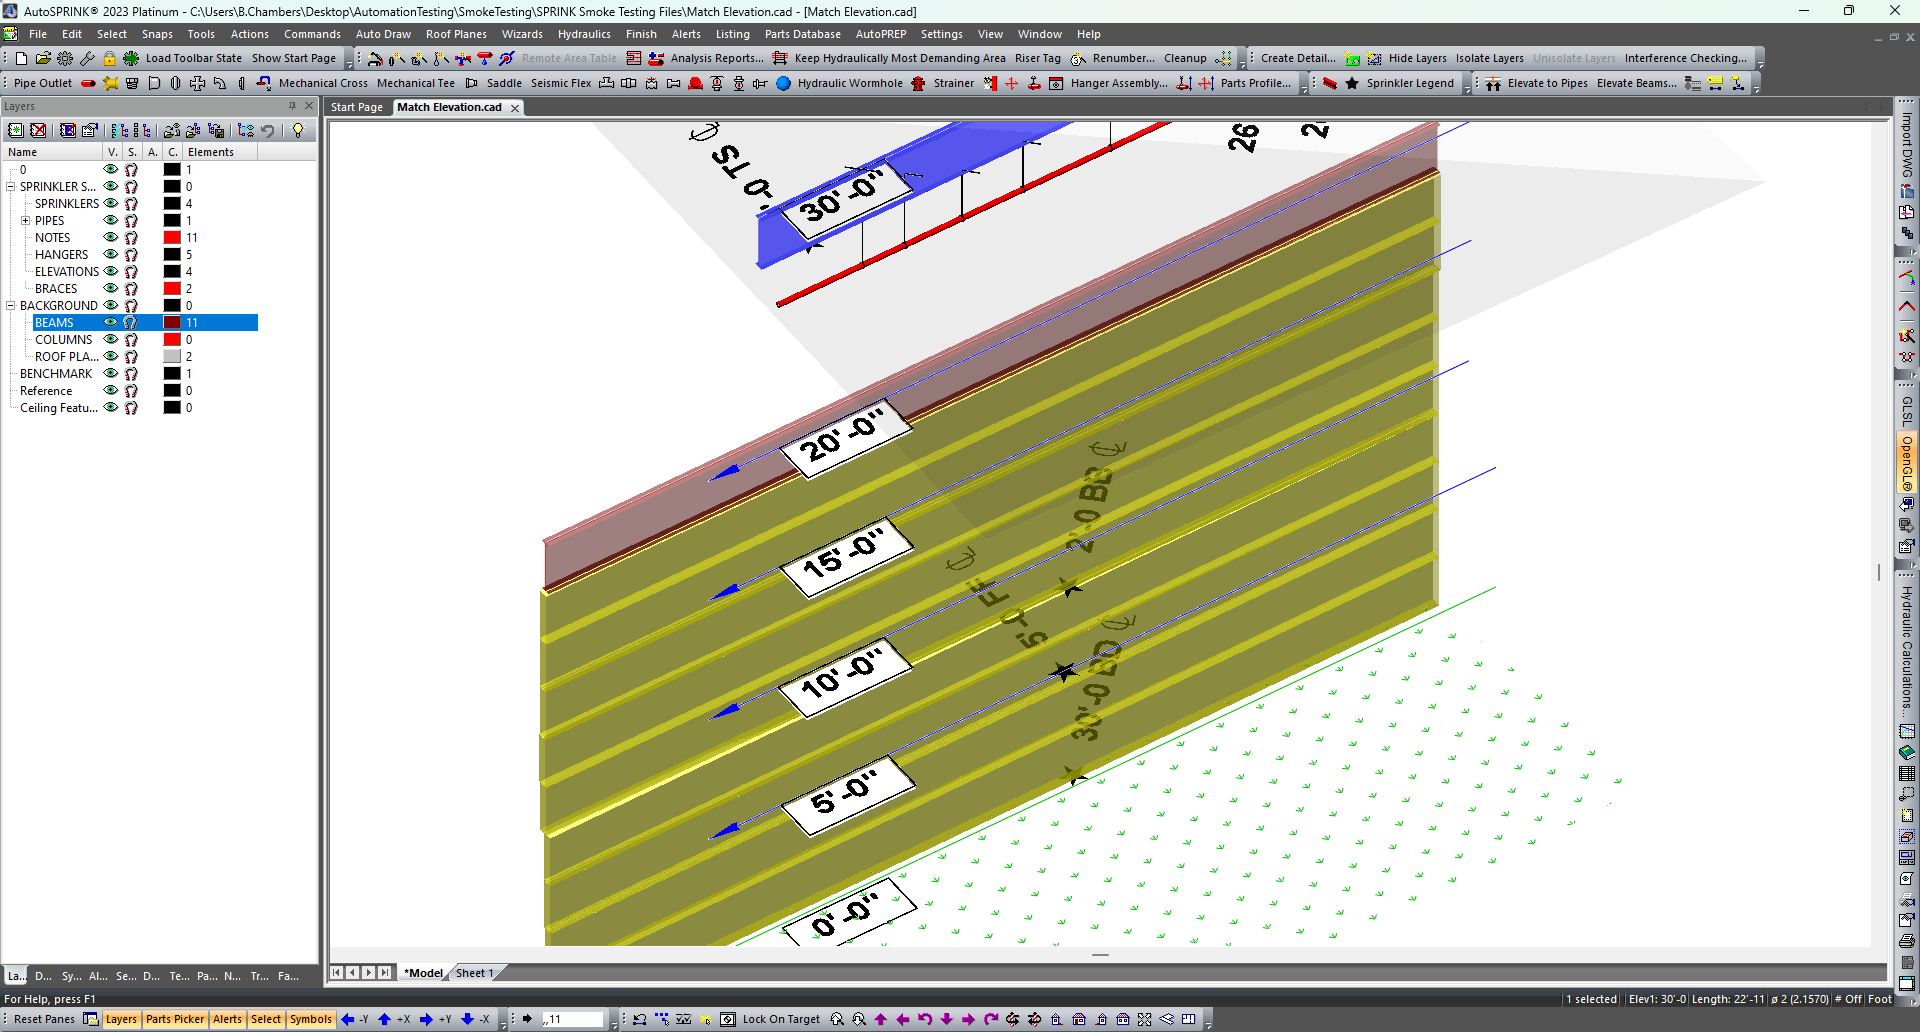 AutoSPRINK® 2023 Platinum - C:\Users\B.Chambers\Desktop\AutomationTesting\SmokeTesting\SPRINK Smoke Testing Files\Match Elevation.cad - [Match Elevation.cad]
File Edit Select Snaps Tools Actions Commands Auto Draw Roof Planes Wizards Hydraulics Finish Alerts Listing Parts Database AutoPREP Settings View Window Help
Load Toolbar State Show Start Page Remote Area Table Analysis Reports... Keep Hydraulically Most Demanding Area Riser Tag Renumber... Cleanup Create Detail... Hide Layers Isolate Layers Unisolate Layers Interference Checking...
Pipe Outlet Mechanical Cross Mechanical Tee Saddle Seismic Flex Hydraulic Wormhole Strainer Hanger Assembly... Parts Profile... Sprinkler Legend Elevate to Pipes Elevate Beams...
Layers
Start Page Match Elevation.cad
Name V. S. A. C. Elements
0 1
SPRINKLER S... 0
SPRINKLERS 4
PIPES 1
NOTES 11
HANGERS 5
ELEVATIONS 4
BRACES 2
BACKGROUND 0
BEAMS 11
COLUMNS 0
ROOF PLA... 2
BENCHMARK 1
Reference 0
Ceiling Featu... 0
30'-0"
20'-0"
15'-0"
10'-0"
5'-0"
0'-0"
26
2'-0 BB ℄
5'-0 FF ℄
30'-0 BD ℄
Import DWG
GLSL
OpenGL®
Hydraulic Calculations...
La... D... Sy... Al... Se... D... Te... Pa... N... Tr... Fa...
*Model Sheet 1
For Help, press F1
1 selected Elev1: 30'-0 Length: 22'-11 ø 2 (2.1570) # Off Foot
Reset Panes Layers Parts Picker Alerts Select Symbols -Y +X +Y -X ,,11 Lock On Target